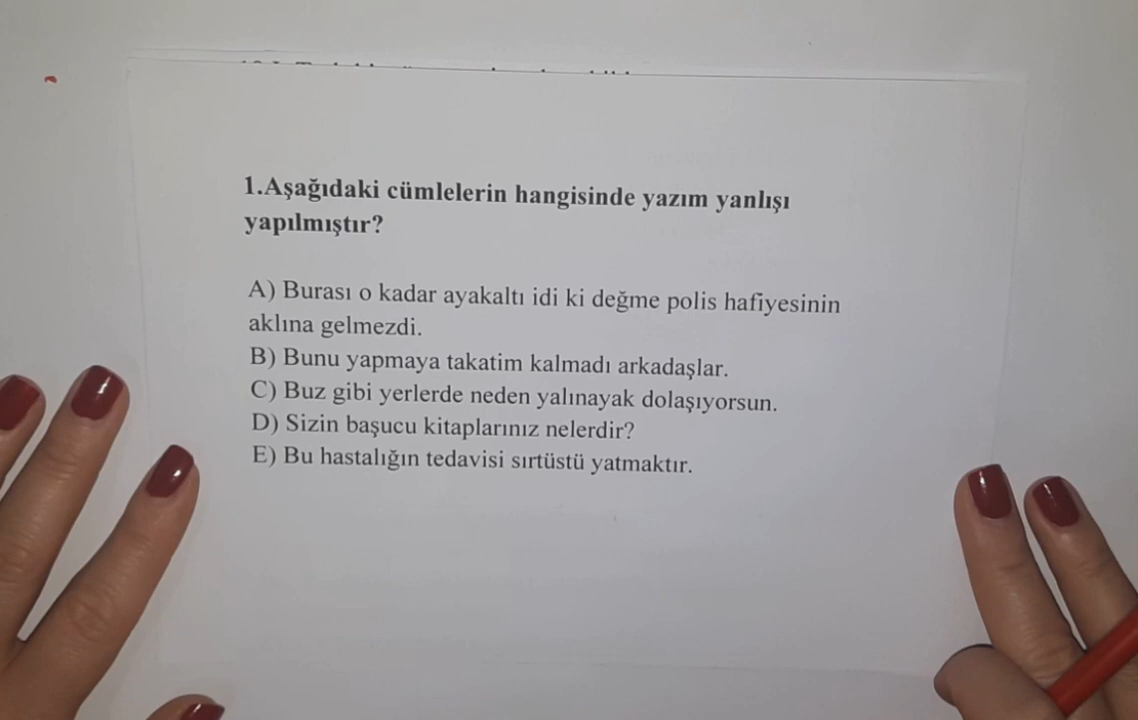 1.Aşağıdaki cümlelerin hangisinde yazım yanlışı
yapılmıştır?
A) Burası o kadar ayakaltı idi ki değme polis hafiyesinin
aklına gelmezdi.
B) Bunu yapmaya takatim kalmadı arkadaşlar.
C) Buz gibi yerlerde neden yalınayak dolaşıyorsun.
D) Sizin başucu kitaplarınız nelerdir?
E) Bu hastalığın tedavisi sırtüstü yatmaktır.